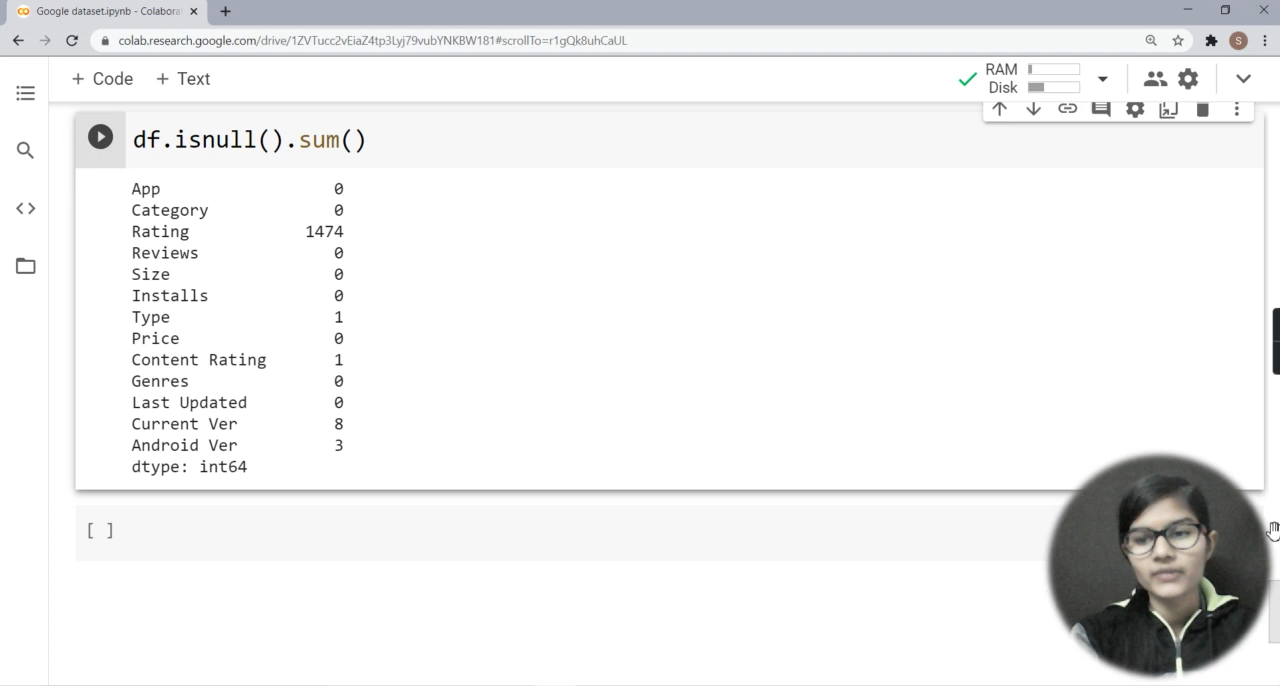 Google dataset.ipynb - Colabora
colab.research.google.com/drive/1ZVTucc2vEiaZ4tp3Lyj79vubYNKBW181#scrollTo=r1gQk8uhCaUL
S
+ Code + Text
RAM
Disk
df.isnull().sum()
App 0
Category 0
Rating 1474
Reviews 0
Size 0
Installs 0
Type 1
Price 0
Content Rating 1
Genres 0
Last Updated 0
Current Ver 8
Android Ver 3
dtype: int64
[ ]